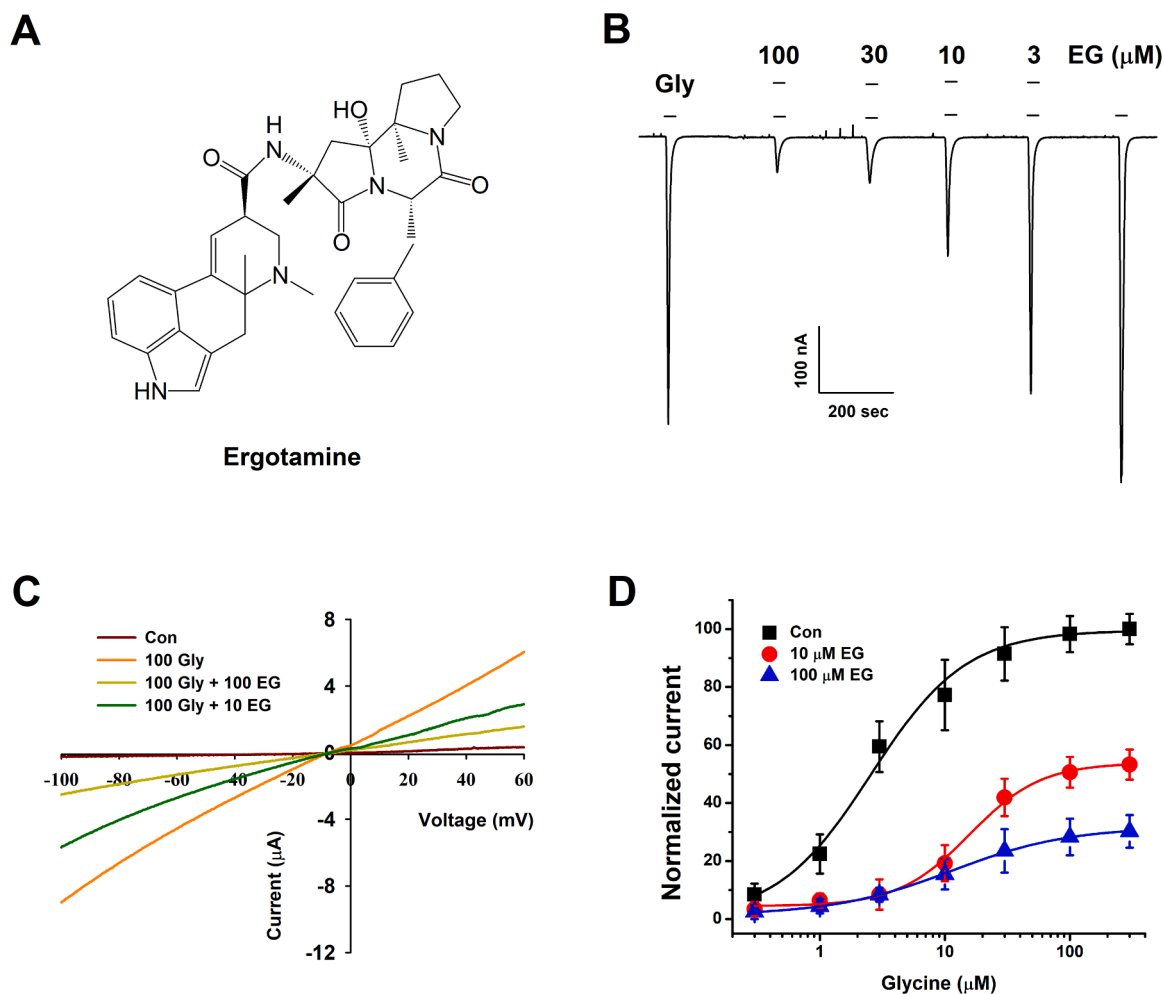 A
HO
H
N
O
N
O
N
O
N
HN
Ergotamine
B
100 30 10 3 EG (μM)
Gly
100 nA
200 sec
C
Con
100 Gly
100 Gly + 100 EG
100 Gly + 10 EG
8
4
0
-4
-8
-12
-100 -80 -60 -40 -20 0 20 40 60
Voltage (mV)
Current (μA)
D
Con
10 μM EG
100 μM EG
100
80
60
40
20
0
Normalized current
1 10 100
Glycine (μM)